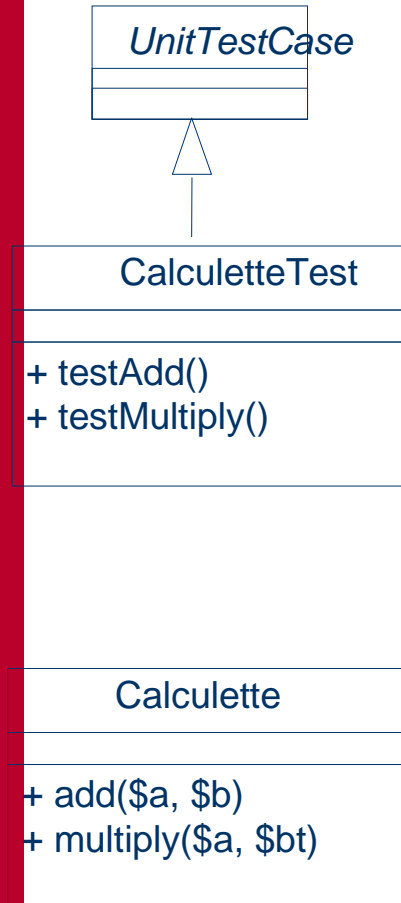 UnitTestCase
CalculetteTest
+ testAdd()
+ testMultiply()
Calculette
+ add($a, $b)
+ multiply($a, $bt)